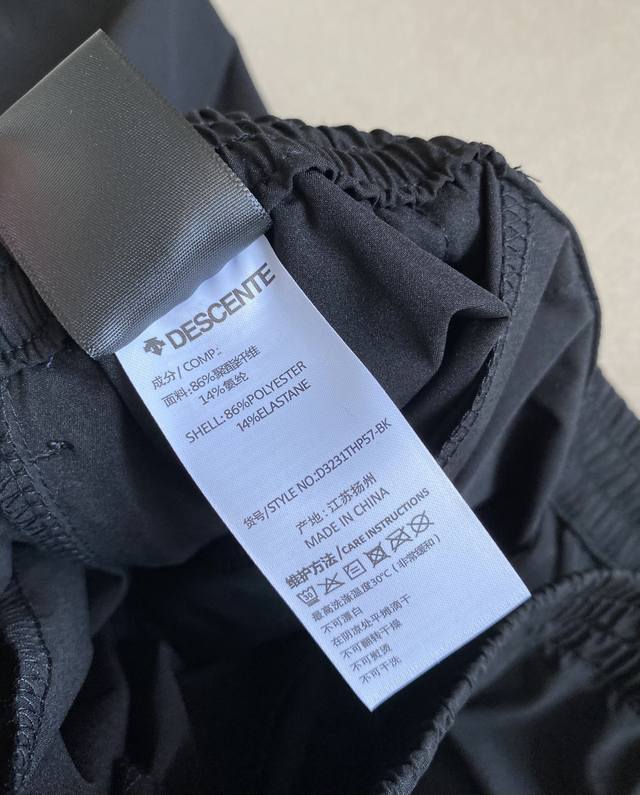 DESCENTE
成分/COMP:
面料:86%聚酯纤维
14%氨纶
SHELL:86%POLYESTER
14%ELASTANE
货号/STYLE NO.:D3231THP57-BK
产地:江苏扬州
MADE IN CHINA
维护方法/CARE INSTRUCTIONS
最高洗涤温度30℃(非常缓和)
不可漂白
在阴凉处平摊滴干
不可翻转干燥
不可熨烫
不可干洗